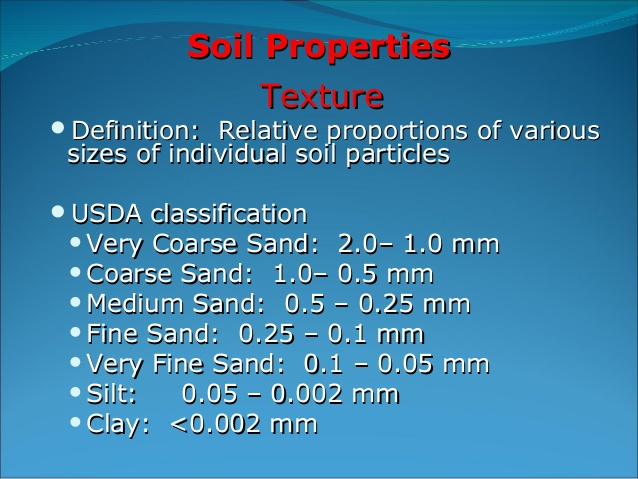 Soil Properties
Texture
Definition:  Relative proportions of various
sizes of individual soil particles
USDA classification
Very Coarse Sand:  2.0– 1.0 mm
Coarse Sand:  1.0– 0.5 mm
Medium Sand:  0.5 – 0.25 mm
Fine Sand:  0.25 – 0.1 mm
Very Fine Sand:  0.1 – 0.05 mm
Silt:     0.05 – 0.002 mm
Clay:  <0.002 mm